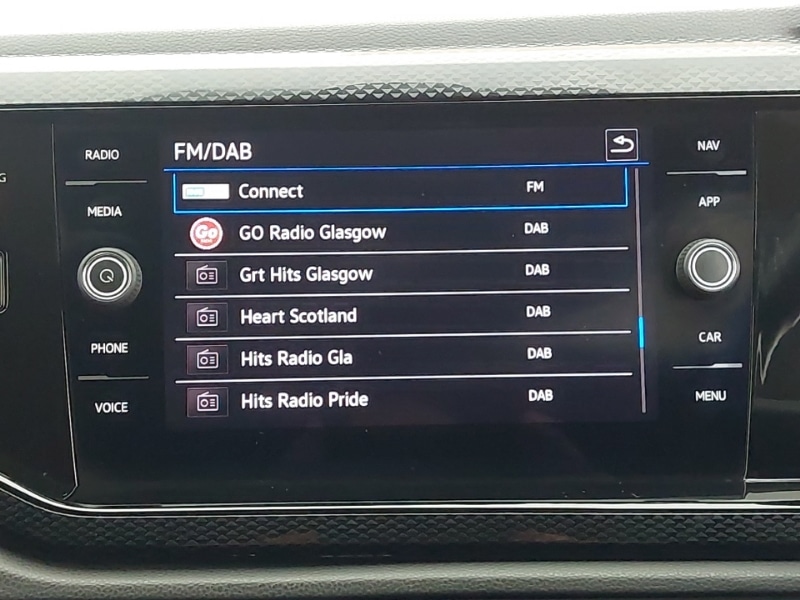 G
RADIO
MEDIA
PHONE
VOICE
FM/DAB
Connect FM
Go GO Radio Glasgow DAB
Grt Hits Glasgow DAB
Heart Scotland DAB
Hits Radio Gla DAB
Hits Radio Pride DAB
NAV
APP
CAR
MENU